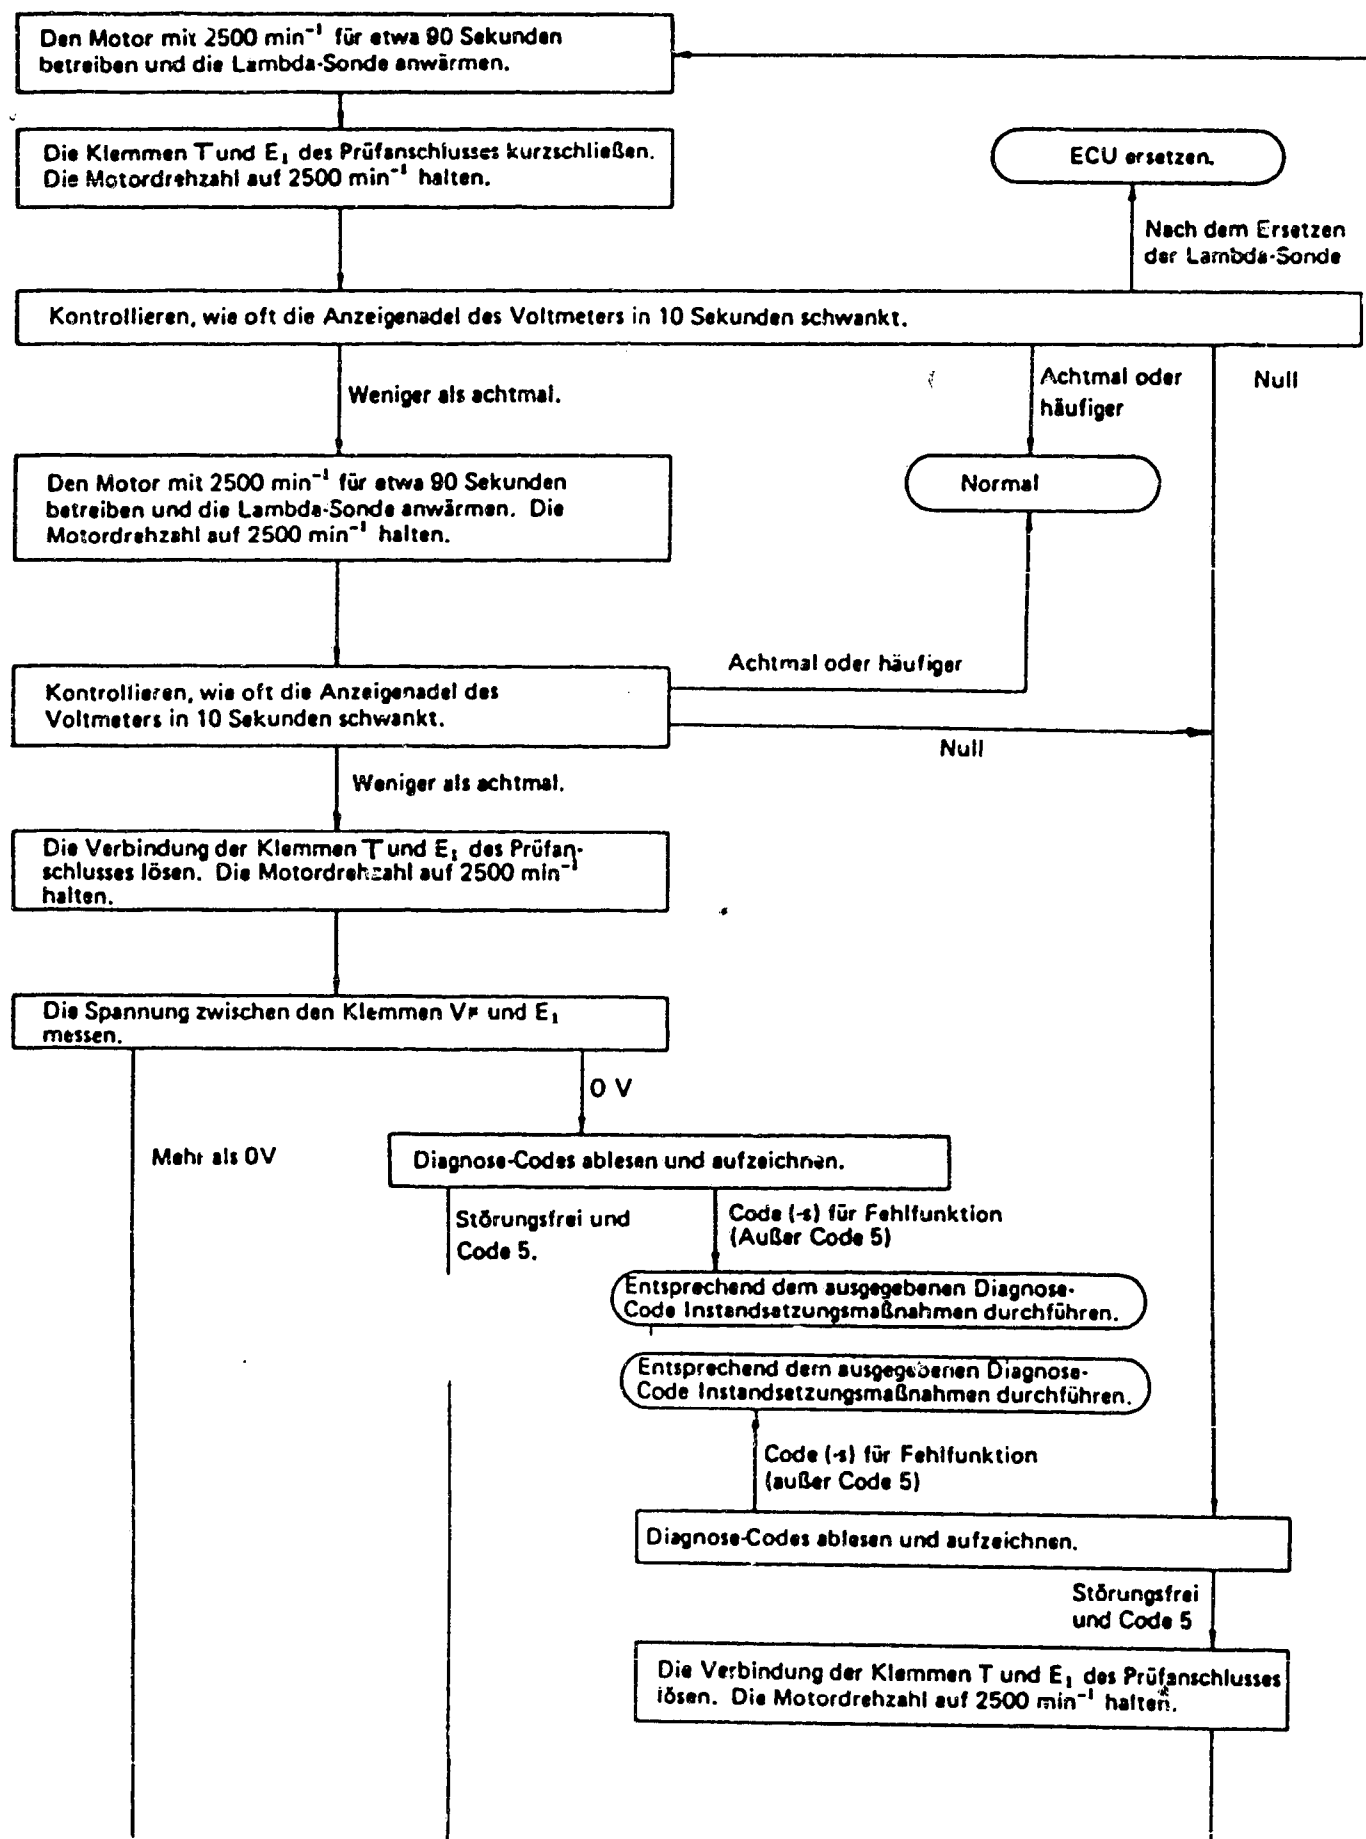 Den Motor mit 2500 min⁻¹ für etwa 90 Sekunden
betreiben und die Lambda-Sonde anwärmen.
Die Klemmen T und E₁ des Prüfanschlusses kurzschließen.
Die Motordrehzahl auf 2500 min⁻¹ halten.
ECU ersetzen.
Nach dem Ersetzen
der Lambda-Sonde
Kontrollieren, wie oft die Anzeigenadel des Voltmeters in 10 Sekunden schwankt.
Weniger als achtmal.
Achtmal oder
häufiger
Null
Den Motor mit 2500 min⁻¹ für etwa 90 Sekunden
betreiben und die Lambda-Sonde anwärmen. Die
Motordrehzahl auf 2500 min⁻¹ halten.
Normal
Achtmal oder häufiger
Kontrollieren, wie oft die Anzeigenadel des
Voltmeters in 10 Sekunden schwankt.
Null
Weniger als achtmal.
Die Verbindung der Klemmen T und E₁ des Prüfan-
schlusses lösen. Die Motordrehzahl auf 2500 min⁻¹
halten.
Die Spannung zwischen den Klemmen VF und E₁
messen.
0 V
Mehr als 0V
Diagnose-Codes ablesen und aufzeichnen.
Störungsfrei und
Code 5.
Code (-s) für Fehlfunktion
(Außer Code 5)
Entsprechend dem ausgegebenen Diagnose-
Code Instandsetzungsmaßnahmen durchführen.
Entsprechend dem ausgegebenen Diagnose-
Code Instandsetzungsmaßnahmen durchführen.
Code (-s) für Fehlfunktion
(außer Code 5)
Diagnose-Codes ablesen und aufzeichnen.
Störungsfrei
und Code 5
Die Verbindung der Klemmen T und E₁ des Prüfanschlusses
lösen. Die Motordrehzahl auf 2500 min⁻¹ halten.